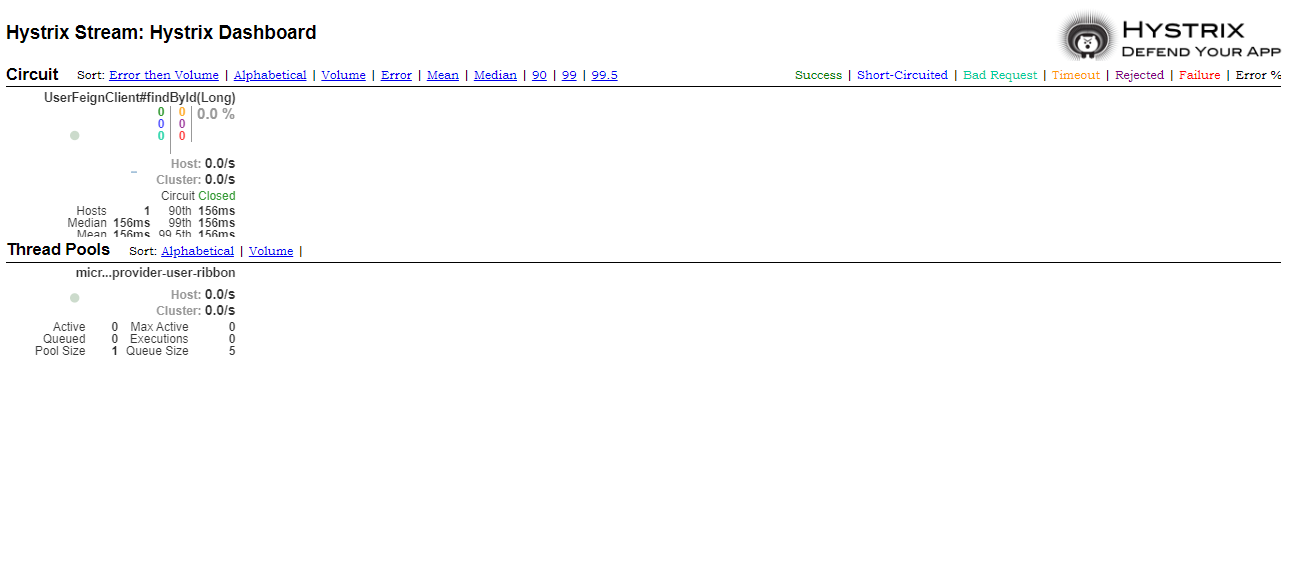 Hystrix Stream: Hystrix Dashboard
HYSTRIX
DEFEND YOUR APP
Circuit Sort: Error then Volume | Alphabetical | Volume | Error | Mean | Median | 90 | 99 | 99.5
Success | Short-Circuited | Bad Request | Timeout | Rejected | Failure | Error %
UserFeignClient#findById(Long)
0 0 0.0 %
0 0
0 0
Host: 0.0/s
Cluster: 0.0/s
Circuit Closed
Hosts 1 90th 156ms
Median 156ms 99th 156ms
Mean 156ms 99.5th 156ms
Thread Pools Sort: Alphabetical | Volume |
micr...provider-user-ribbon
Host: 0.0/s
Cluster: 0.0/s
Active 0 Max Active 0
Queued 0 Executions 0
Pool Size 1 Queue Size 5